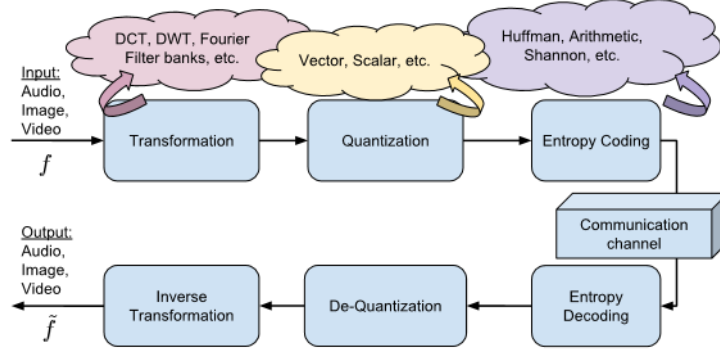 DCT, DWT, Fourier
Filter banks, etc.
Vector, Scalar, etc.
Huffman, Arithmetic,
Shannon, etc.
Input:
Audio,
Image,
Video
f
Transformation
Quantization
Entropy Coding
Communication
channel
Output:
Audio,
Image,
Video
f̃
Inverse
Transformation
De-Quantization
Entropy
Decoding